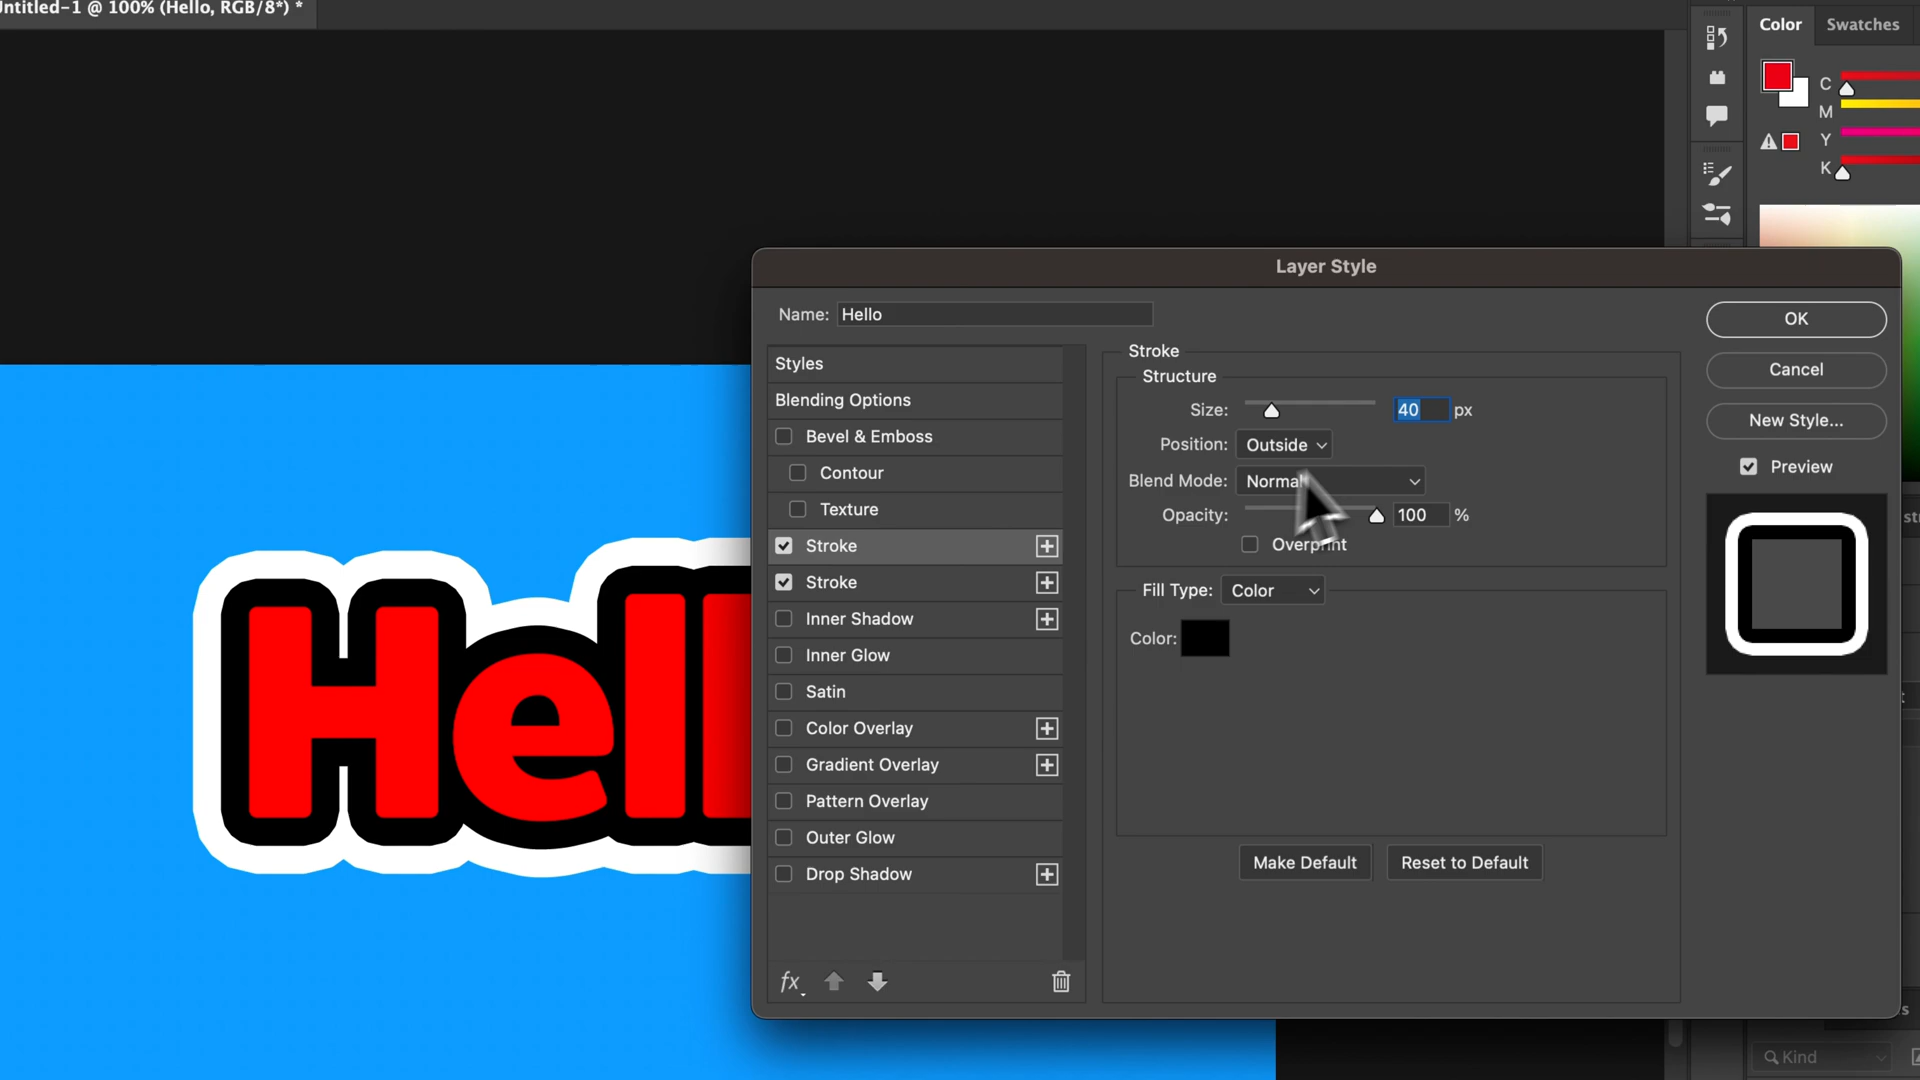 Untitled-1 @ 100% (Hello, RGB/8*) *
Color
Swatches
C
M
Y
K
Layer Style
Name:
Hello
OK
Cancel
New Style...
Preview
Styles
Blending Options
Bevel & Emboss
Contour
Texture
Stroke
Stroke
Inner Shadow
Inner Glow
Satin
Color Overlay
Gradient Overlay
Pattern Overlay
Outer Glow
Drop Shadow
fx
Stroke
Structure
Size:
40
px
Position:
Outside
Blend Mode:
Normal
Opacity:
100
%
Overprint
Fill Type:
Color
Color:
Make Default
Reset to Default
Hell
Kind